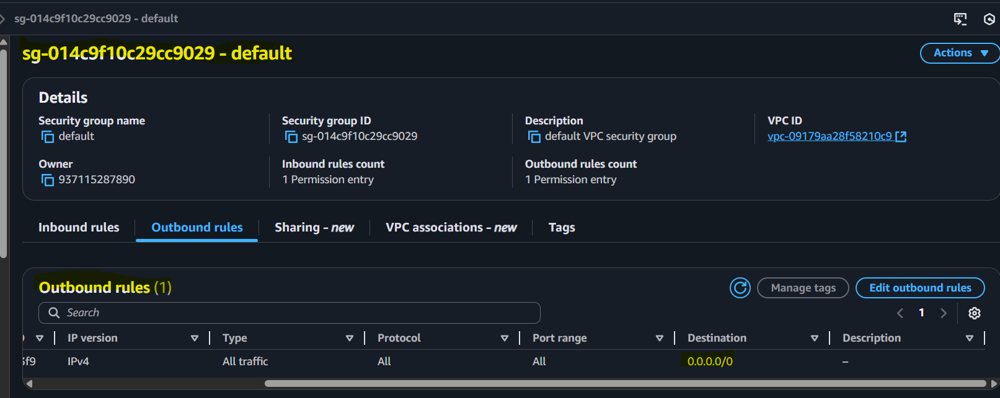 sg-014c9f10c29cc9029 - default
sg-014c9f10c29cc9029 - default
Actions
Details
Security group name
default
Security group ID
sg-014c9f10c29cc9029
Description
default VPC security group
VPC ID
vpc-09179aa28f58210c9
Owner
937115287890
Inbound rules count
1 Permission entry
Outbound rules count
1 Permission entry
Inbound rules Outbound rules Sharing - new VPC associations - new Tags
Outbound rules (1)
Manage tags Edit outbound rules
Search
1
IP version Type Protocol Port range Destination Description
3f9 IPv4 All traffic All All 0.0.0.0/0 –